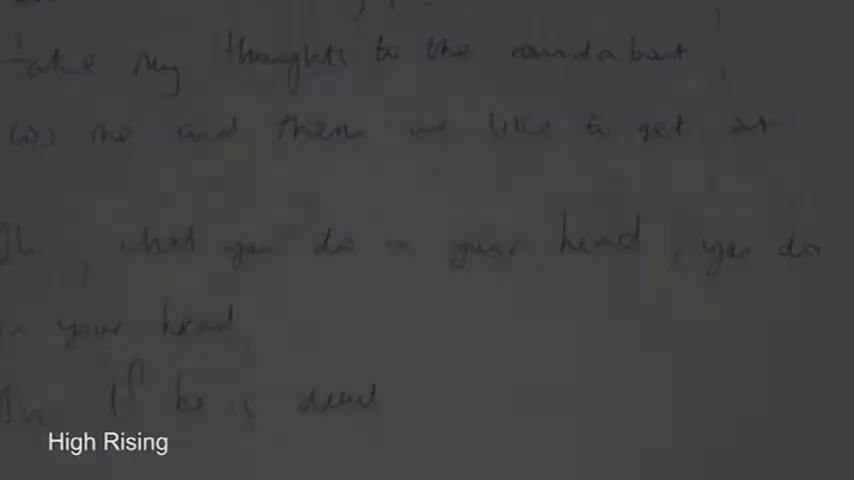 take my thoughts to the roundabout
me and then we like to get out
what you do in your head, you do
in your head
If he is dead
High Rising